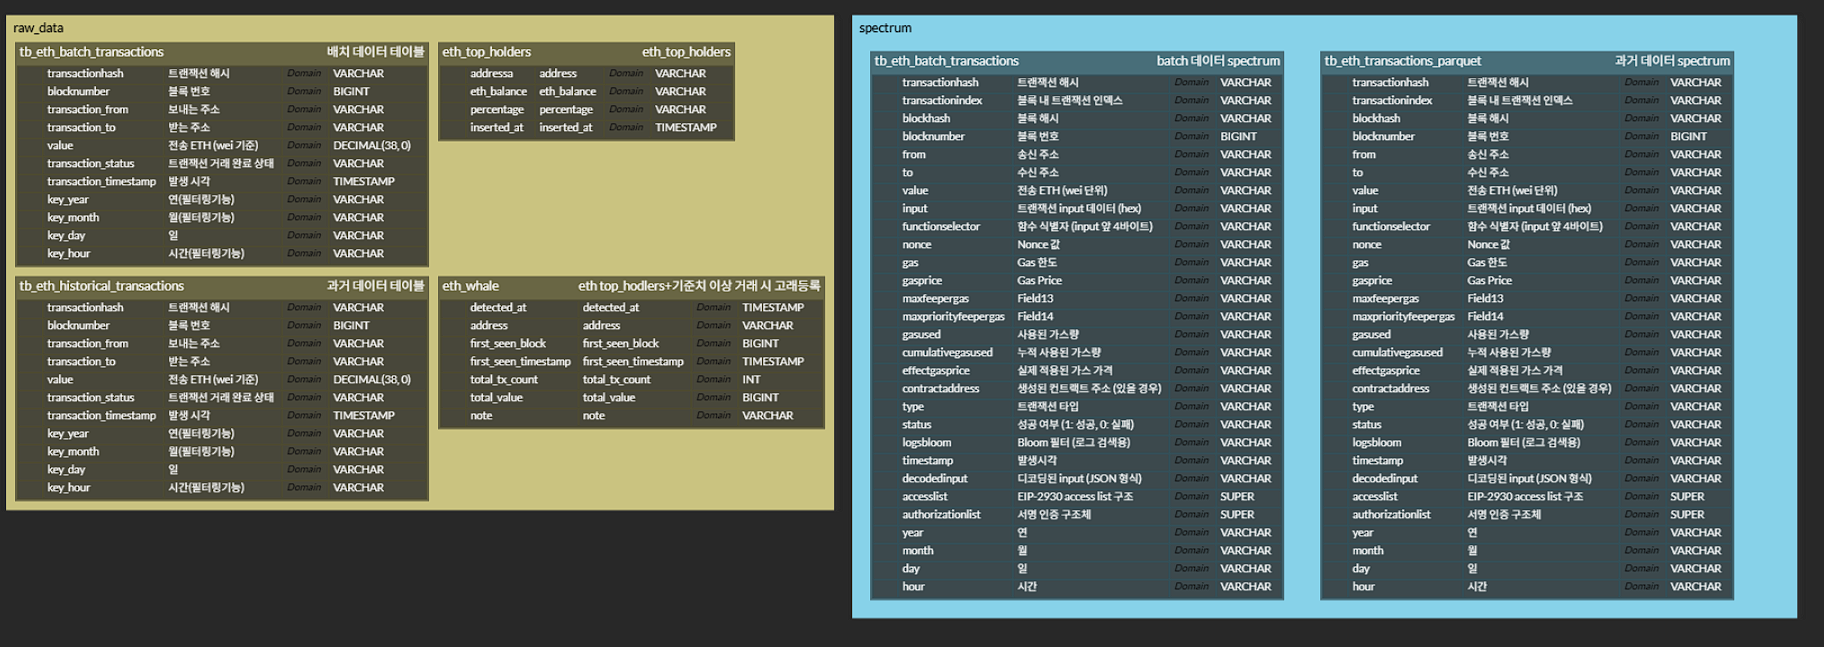 raw_data
tb_eth_batch_transactions 배치 데이터 테이블
transactionhash 트랜잭션 해시 Domain VARCHAR
blocknumber 블록 번호 Domain BIGINT
transaction_from 보내는 주소 Domain VARCHAR
transaction_to 받는 주소 Domain VARCHAR
value 전송 ETH (wei 기준) Domain DECIMAL(38, 0)
transaction_status 트랜잭션 거래 완료 상태 Domain VARCHAR
transaction_timestamp 발생 시각 Domain TIMESTAMP
key_year 연(필터링기능) Domain VARCHAR
key_month 월(필터링기능) Domain VARCHAR
key_day 일 Domain VARCHAR
key_hour 시간(필터링기능) Domain VARCHAR
eth_top_holders eth_top_holders
addressa address Domain VARCHAR
eth_balance eth_balance Domain VARCHAR
percentage percentage Domain VARCHAR
inserted_at inserted_at Domain TIMESTAMP
tb_eth_historical_transactions 과거 데이터 테이블
transactionhash 트랜잭션 해시 Domain VARCHAR
blocknumber 블록 번호 Domain BIGINT
transaction_from 보내는 주소 Domain VARCHAR
transaction_to 받는 주소 Domain VARCHAR
value 전송 ETH (wei 기준) Domain DECIMAL(38, 0)
transaction_status 트랜잭션 거래 완료 상태 Domain VARCHAR
transaction_timestamp 발생 시각 Domain TIMESTAMP
key_year 연(필터링기능) Domain VARCHAR
key_month 월(필터링기능) Domain VARCHAR
key_day 일 Domain VARCHAR
key_hour 시간(필터링기능) Domain VARCHAR
eth_whale eth top_hodlers+기준치 이상 거래 시 고래등록
detected_at detected_at Domain TIMESTAMP
address address Domain VARCHAR
first_seen_block first_seen_block Domain BIGINT
first_seen_timestamp first_seen_timestamp Domain TIMESTAMP
total_tx_count total_tx_count Domain INT
total_value total_value Domain BIGINT
note note Domain VARCHAR
spectrum
tb_eth_batch_transactions batch 데이터 spectrum
transactionhash 트랜잭션 해시 Domain VARCHAR
transactionindex 블록 내 트랜잭션 인덱스 Domain VARCHAR
blockhash 블록 해시 Domain VARCHAR
blocknumber 블록 번호 Domain BIGINT
from 송신 주소 Domain VARCHAR
to 수신 주소 Domain VARCHAR
value 전송 ETH (wei 단위) Domain VARCHAR
input 트랜잭션 input 데이터 (hex) Domain VARCHAR
functionselector 함수 식별자 (input 앞 4바이트) Domain VARCHAR
nonce Nonce 값 Domain VARCHAR
gas Gas 한도 Domain VARCHAR
gasprice Gas Price Domain VARCHAR
maxfeepergas Field13 Domain VARCHAR
maxpriorityfeepergas Field14 Domain VARCHAR
gasused 사용된 가스량 Domain VARCHAR
cumulativegasused 누적 사용된 가스량 Domain VARCHAR
effectgasprice 실제 적용된 가스 가격 Domain VARCHAR
contractaddress 생성된 컨트랙트 주소 (있을 경우) Domain VARCHAR
type 트랜잭션 타입 Domain VARCHAR
status 성공 여부 (1: 성공, 0: 실패) Domain VARCHAR
logsbloom Bloom 필터 (로그 검색용) Domain VARCHAR
timestamp 발생시각 Domain VARCHAR
decodedinput 디코딩된 input (JSON 형식) Domain VARCHAR
accesslist EIP-2930 access list 구조 Domain SUPER
authorizationlist 서명 인증 구조체 Domain SUPER
year 연 Domain VARCHAR
month 월 Domain VARCHAR
day 일 Domain VARCHAR
hour 시간 Domain VARCHAR
tb_eth_transactions_parquet 과거 데이터 spectrum
transactionhash 트랜잭션 해시 Domain VARCHAR
transactionindex 블록 내 트랜잭션 인덱스 Domain VARCHAR
blockhash 블록 해시 Domain VARCHAR
blocknumber 블록 번호 Domain BIGINT
from 송신 주소 Domain VARCHAR
to 수신 주소 Domain VARCHAR
value 전송 ETH (wei 단위) Domain VARCHAR
input 트랜잭션 input 데이터 (hex) Domain VARCHAR
functionselector 함수 식별자 (input 앞 4바이트) Domain VARCHAR
nonce Nonce 값 Domain VARCHAR
gas Gas 한도 Domain VARCHAR
gasprice Gas Price Domain VARCHAR
maxfeepergas Field13 Domain VARCHAR
maxpriorityfeepergas Field14 Domain VARCHAR
gasused 사용된 가스량 Domain VARCHAR
cumulativegasused 누적 사용된 가스량 Domain VARCHAR
effectgasprice 실제 적용된 가스 가격 Domain VARCHAR
contractaddress 생성된 컨트랙트 주소 (있을 경우) Domain VARCHAR
type 트랜잭션 타입 Domain VARCHAR
status 성공 여부 (1: 성공, 0: 실패) Domain VARCHAR
logsbloom Bloom 필터 (로그 검색용) Domain VARCHAR
timestamp 발생시각 Domain VARCHAR
decodedinput 디코딩된 input (JSON 형식) Domain VARCHAR
accesslist EIP-2930 access list 구조 Domain SUPER
authorizationlist 서명 인증 구조체 Domain SUPER
year 연 Domain VARCHAR
month 월 Domain VARCHAR
day 일 Domain VARCHAR
hour 시간 Domain VARCHAR